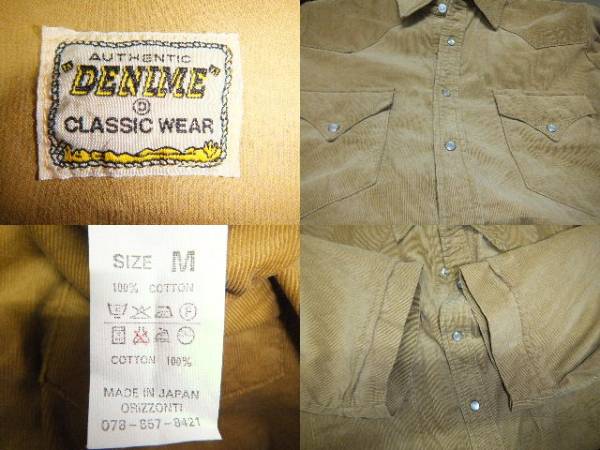 AUTHENTIC
"DENIME"
D
CLASSIC WEAR
SIZE M
100% COTTON
COTTON 100%
MADE IN JAPAN
ORIZZONTI
078-857-8421